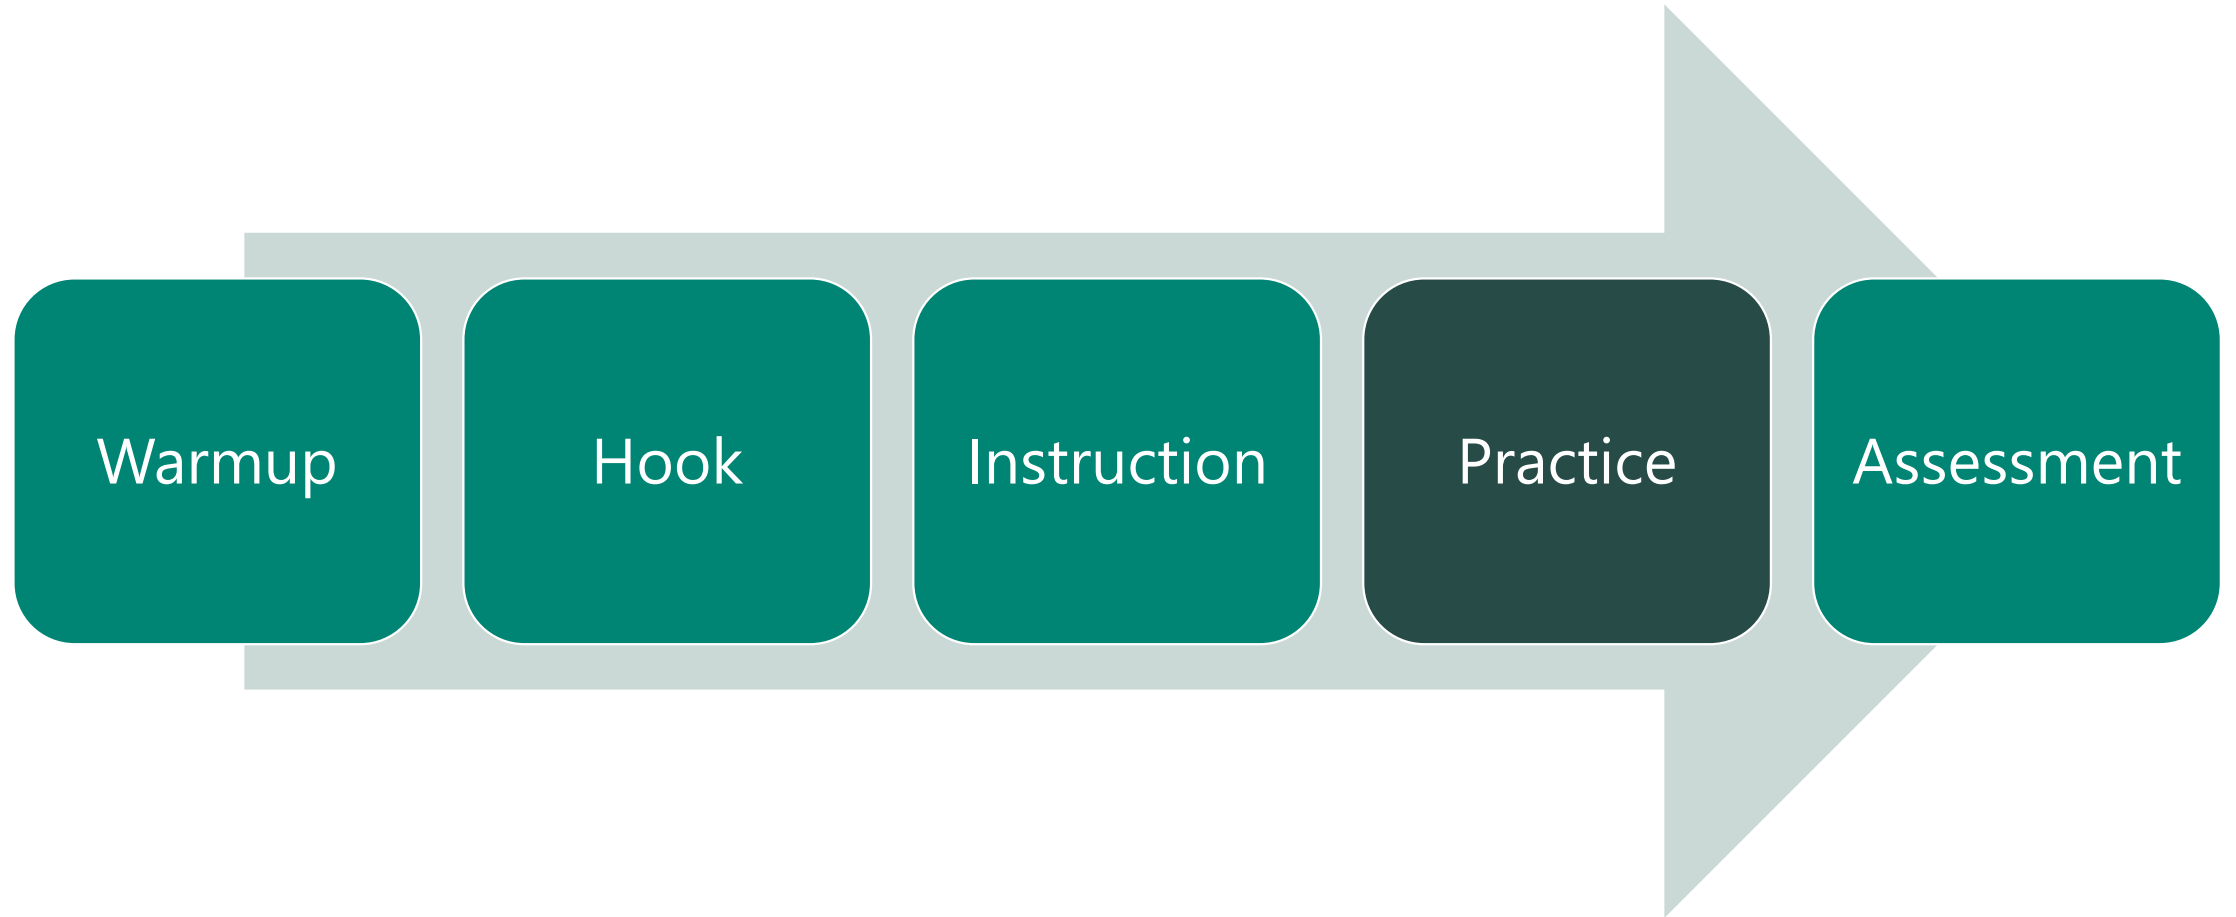 Warmup
Hook
Instruction
Practice
Assessment